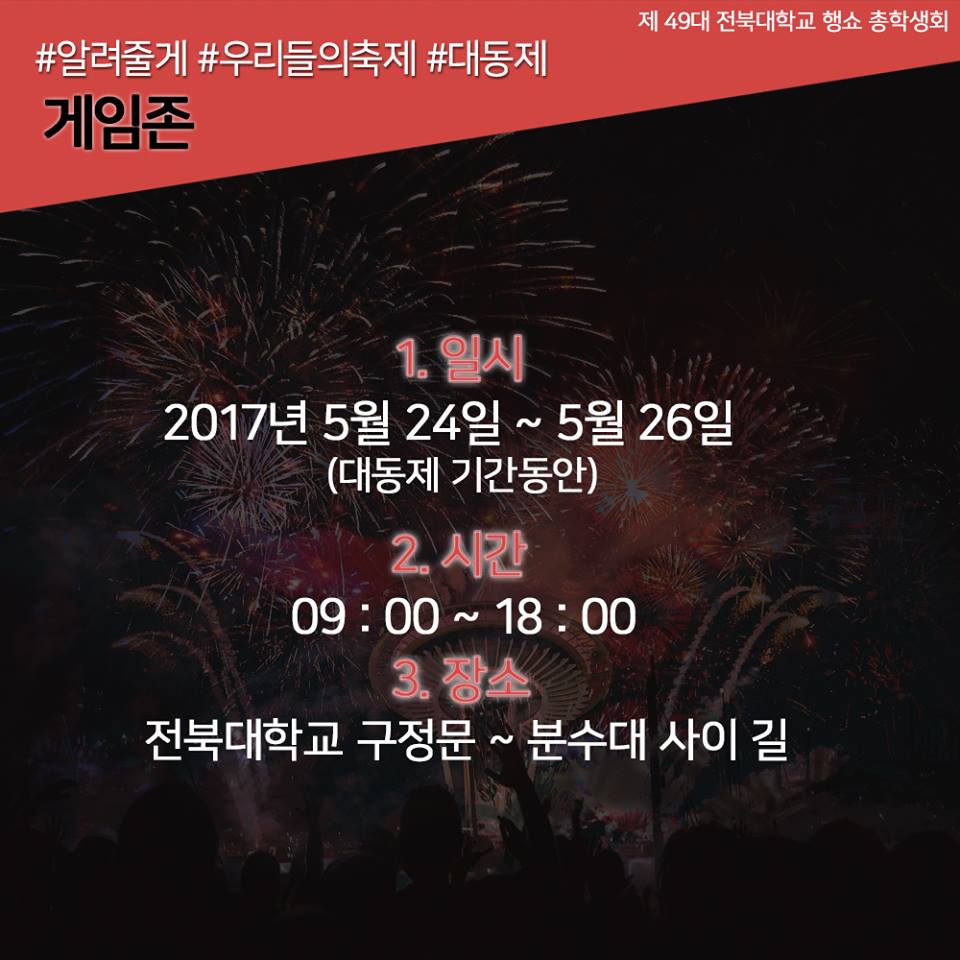 제 49대 전북대학교 행쇼 총학생회
#알려줄게 #우리들의축제 #대동제
게임존
1. 일시
2017년 5월 24일 ~ 5월 26일
(대동제 기간동안)
2. 시간
09 : 00 ~ 18 : 00
3. 장소
전북대학교 구정문 ~ 분수대 사이 길